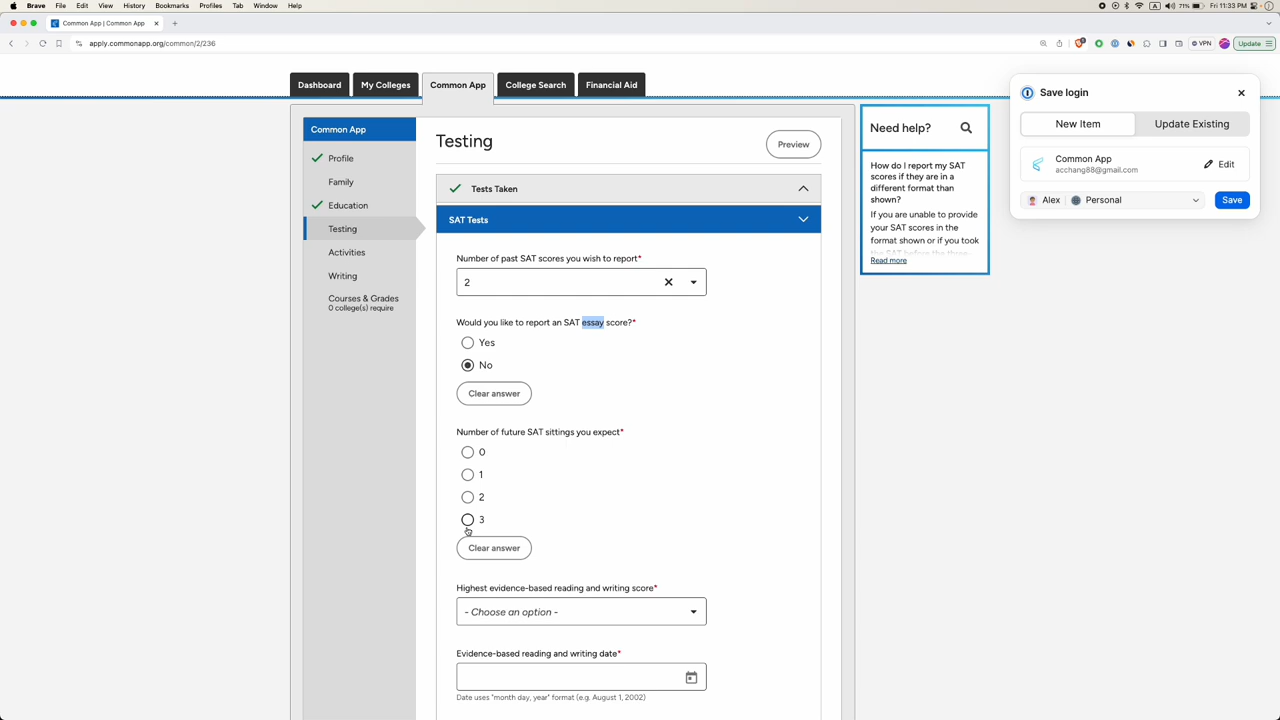 Brave File Edit View History Bookmarks Profiles Tab Window Help
71% Fri 11:33 PM
Common App | Common App
apply.commonapp.org/common/2/236
VPN
Update
Dashboard
My Colleges
Common App
College Search
Financial Aid
Common App
Profile
Family
Education
Testing
Activities
Writing
Courses & Grades
0 college(s) require
Testing
Preview
Tests Taken
SAT Tests
Number of past SAT scores you wish to report*
2
Would you like to report an SAT essay score?*
Yes
No
Clear answer
Number of future SAT sittings you expect*
0
1
2
3
Clear answer
Highest evidence-based reading and writing score*
- Choose an option -
Evidence-based reading and writing date*
Date uses "month day, year" format (e.g. August 1, 2002)
Need help?
How do I report my SAT
scores if they are in a
different format than
shown?
If you are unable to provide
your SAT scores in the
format shown or if you took
the SAT before the three-
Read more
Save login
New Item
Update Existing
Common App
acchang88@gmail.com
Edit
Alex
Personal
Save